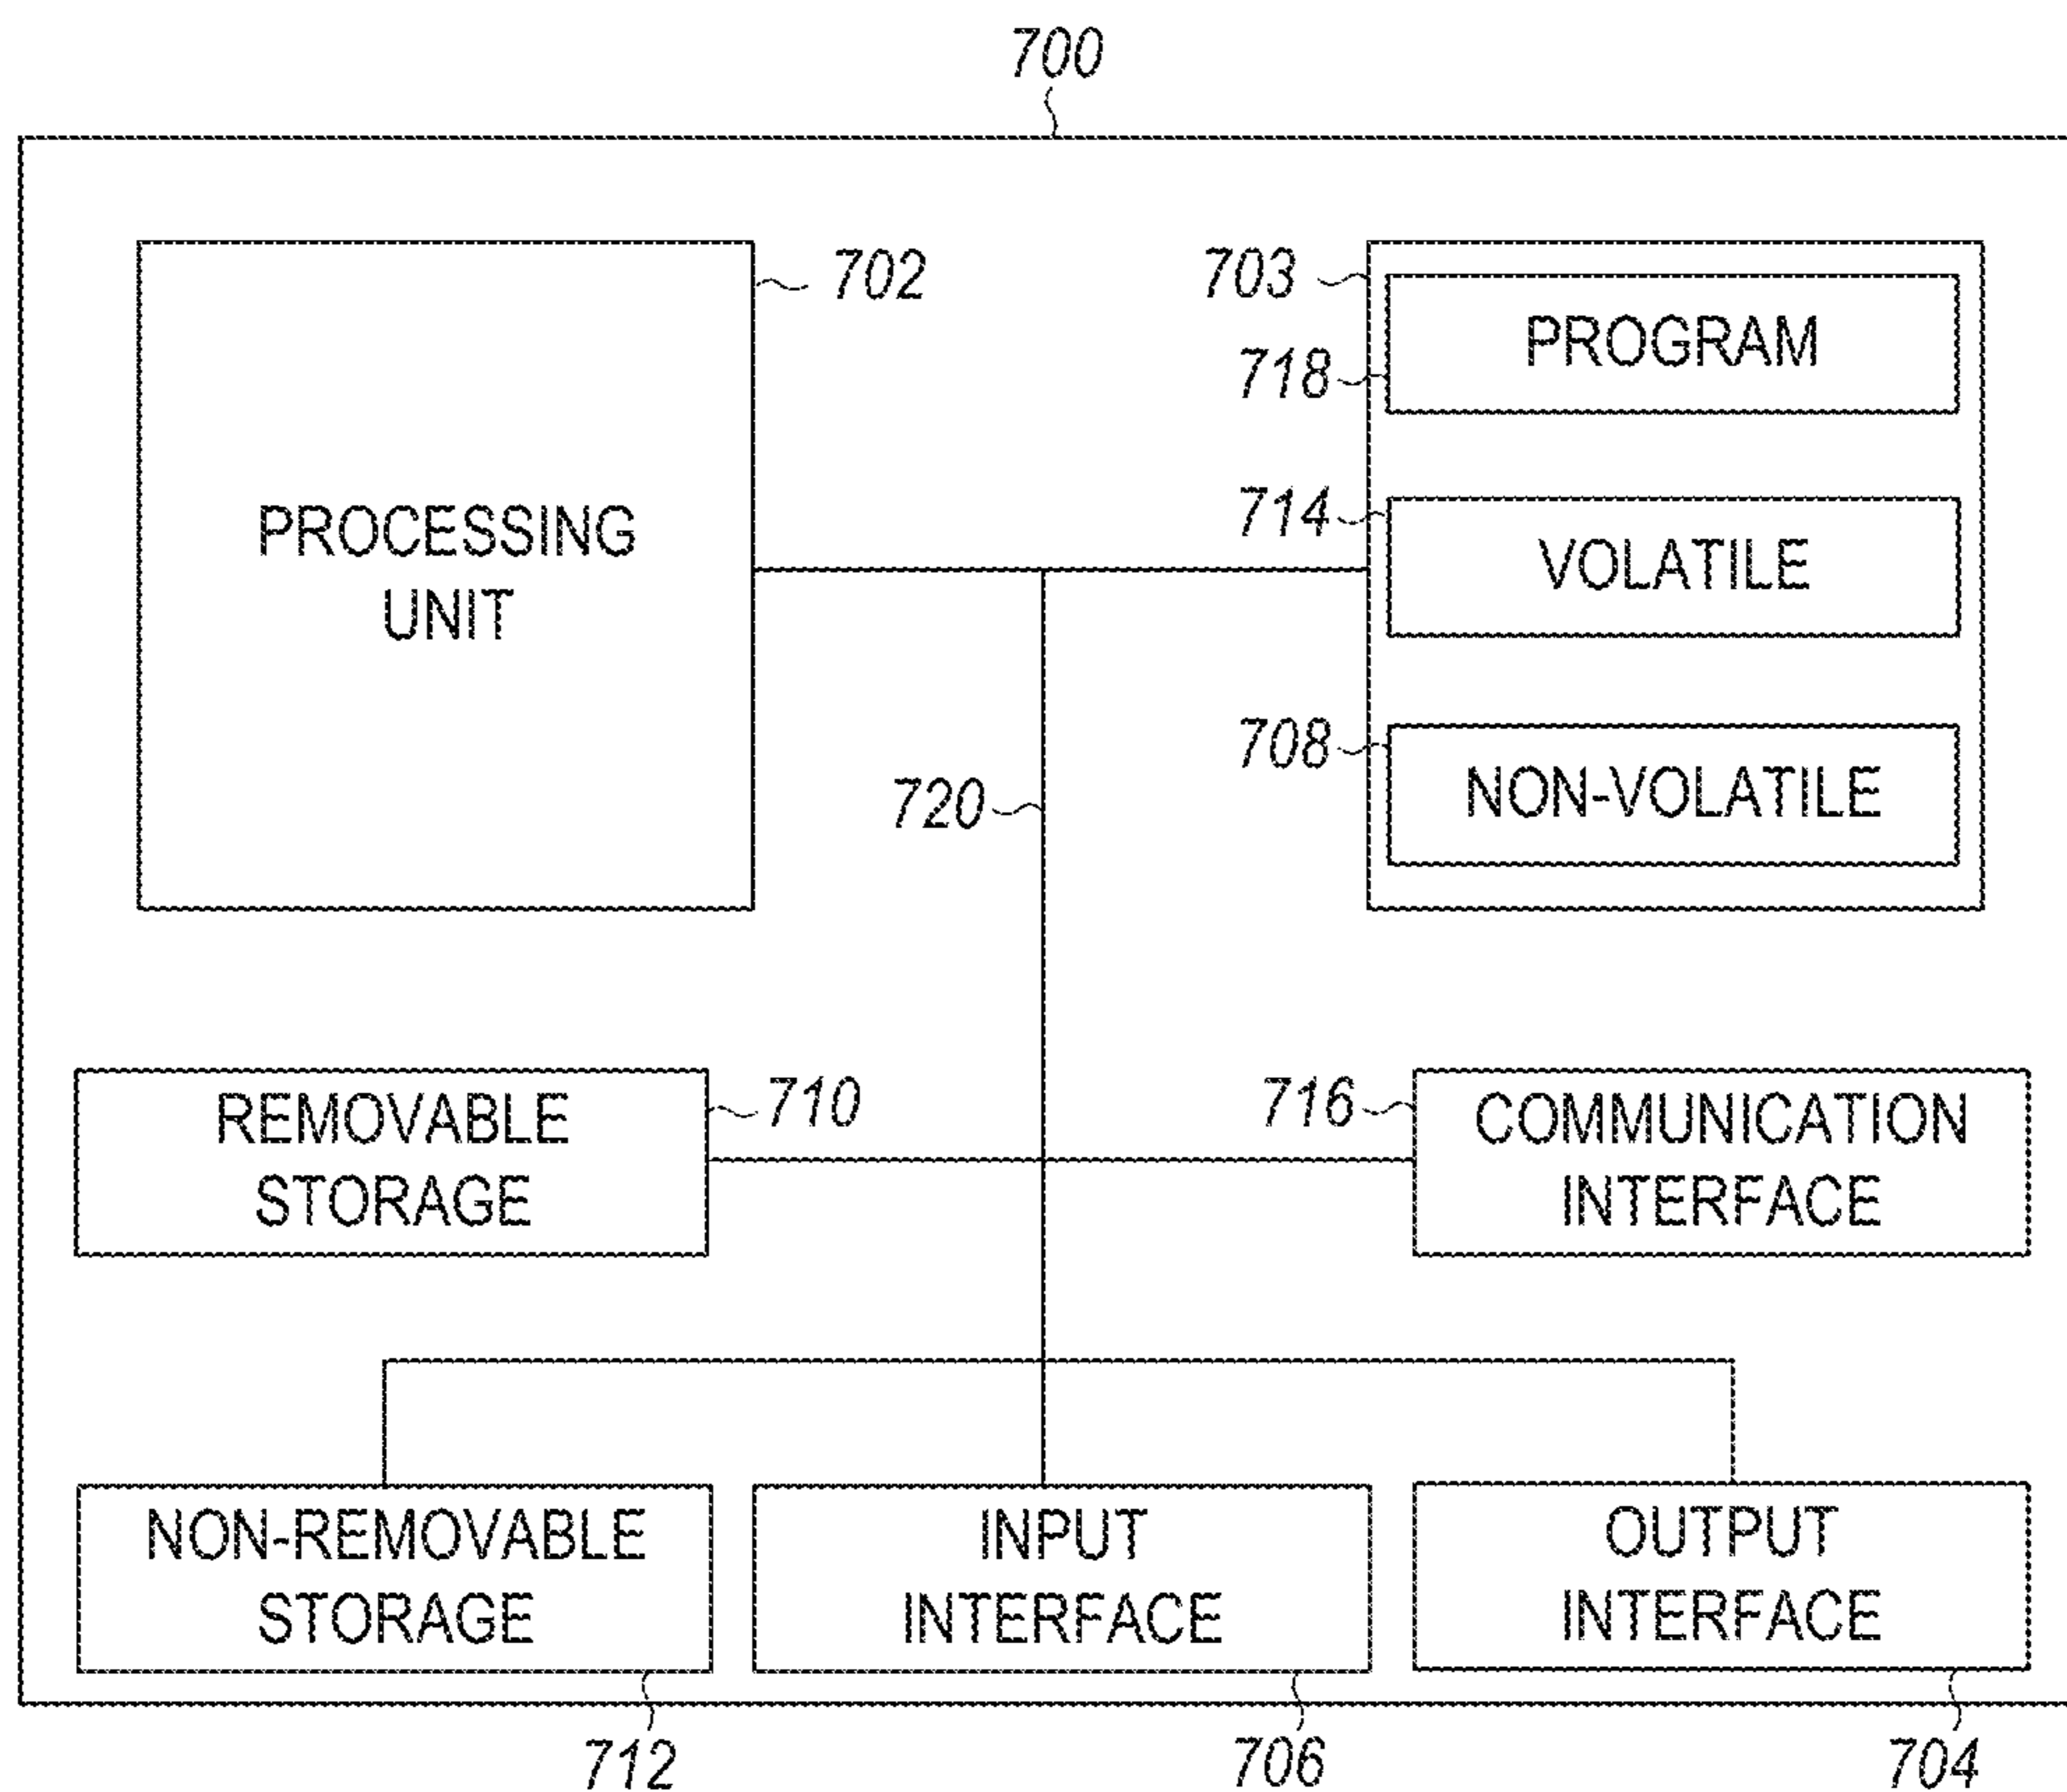 700
702
703
PROGRAM
718
714
VOLATILE
PROCESSING
UNIT
708
NON-VOLATILE
720
REMOVABLE
STORAGE
710
716
COMMUNICATION
INTERFACE
NON-REMOVABLE
STORAGE
INPUT
INTERFACE
OUTPUT
INTERFACE
712
706
704